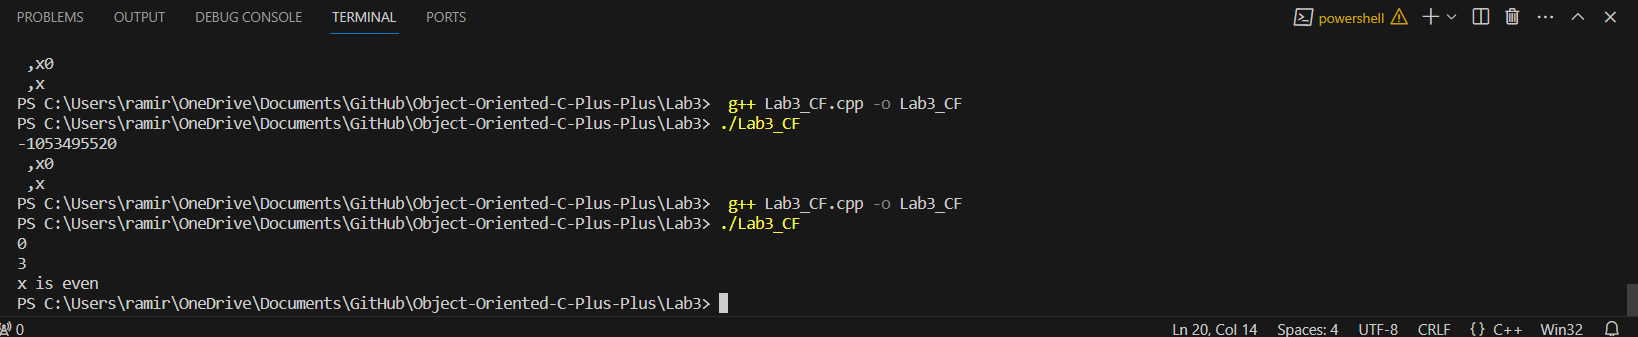 PROBLEMS OUTPUT DEBUG CONSOLE TERMINAL PORTS powershell
,x0
,x
PS C:\Users\ramir\OneDrive\Documents\GitHub\Object-Oriented-C-Plus-Plus\Lab3>  g++ Lab3_CF.cpp -o Lab3_CF
PS C:\Users\ramir\OneDrive\Documents\GitHub\Object-Oriented-C-Plus-Plus\Lab3> ./Lab3_CF
-1053495520
,x0
,x
PS C:\Users\ramir\OneDrive\Documents\GitHub\Object-Oriented-C-Plus-Plus\Lab3>  g++ Lab3_CF.cpp -o Lab3_CF
PS C:\Users\ramir\OneDrive\Documents\GitHub\Object-Oriented-C-Plus-Plus\Lab3> ./Lab3_CF
0
3
x is even
PS C:\Users\ramir\OneDrive\Documents\GitHub\Object-Oriented-C-Plus-Plus\Lab3>
0 Ln 20, Col 14 Spaces: 4 UTF-8 CRLF {} C++ Win32